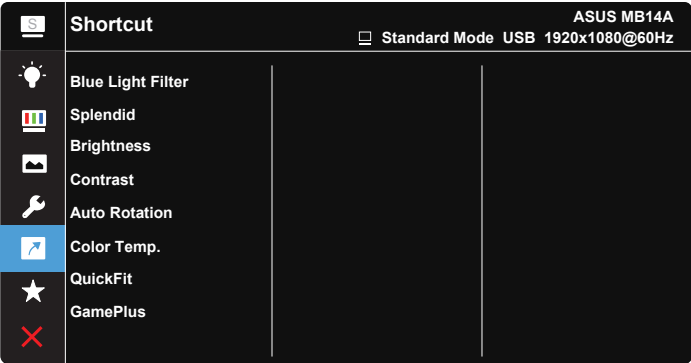 S
Shortcut
ASUS MB14A
Standard Mode USB 1920x1080@60Hz
Blue Light Filter
Splendid
Brightness
Contrast
Auto Rotation
Color Temp.
QuickFit
GamePlus